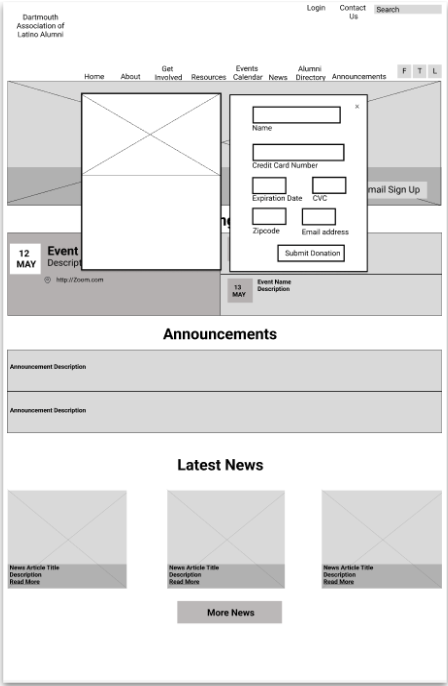 Login
Contact
Us
Search
Dartmouth
Association of
Latino Alumni
Home
About
Get
Involved
Resources
Events
Calendar
News
Alumni
Directory
Announcements
F
T
L
x
Name
Credit Card Number
Expiration Date
CVC
Zipcode
Email address
Submit Donation
mail Sign Up
12
MAY
Event
Descript
http://Zoom.com
13
MAY
Event Name
Description
Announcements
Announcement Description
Announcement Description
Latest News
News Article Title
Description
Read More
News Article Title
Description
Read More
News Article Title
Description
Read More
More News